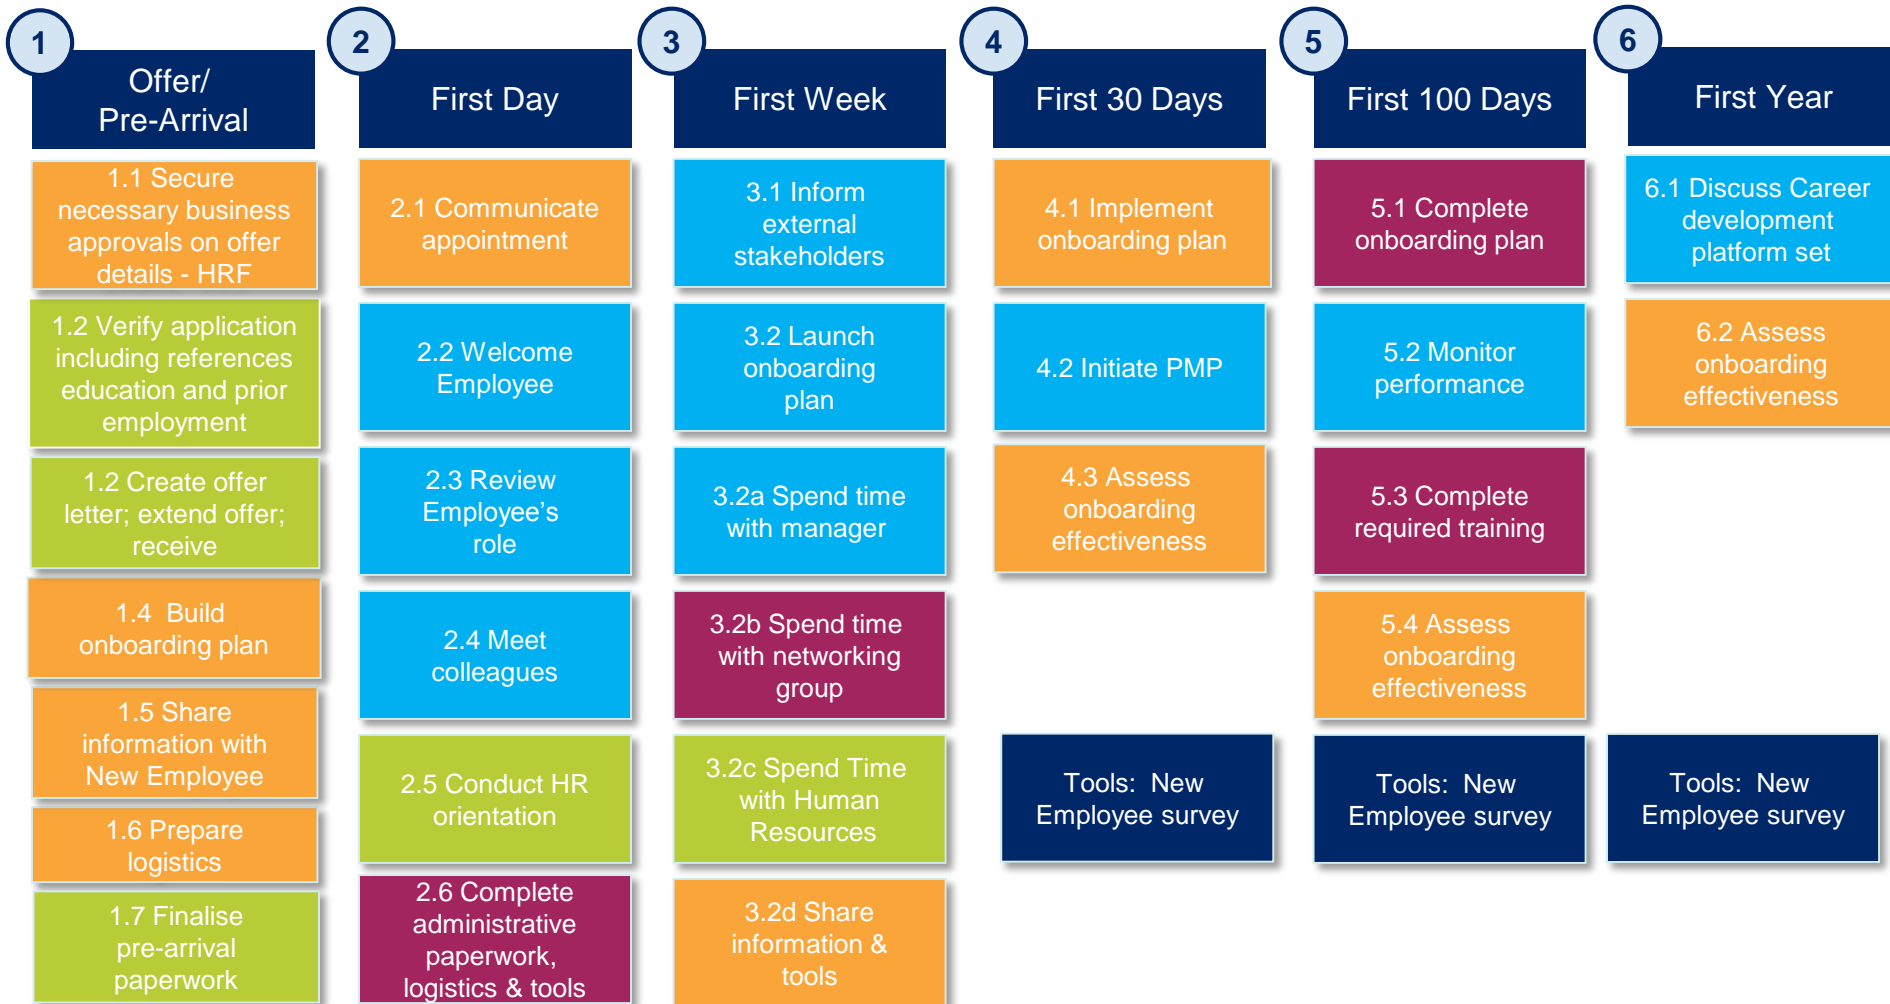 1
Offer/
Pre-Arrival
1.1 Secure
necessary business
approvals on offer
details - HRF
1.2 Verify application
including references
education and prior
employment
1.2 Create offer
letter; extend offer;
receive
1.4 Build
onboarding plan
1.5 Share
information with
New Employee
1.6 Prepare
logistics
1.7 Finalise
pre-arrival
paperwork
2
First Day
2.1 Communicate
appointment
2.2 Welcome
Employee
2.3 Review
Employee’s
role
2.4 Meet
colleagues
2.5 Conduct HR
orientation
2.6 Complete
administrative
paperwork,
logistics & tools
3
First Week
3.1 Inform
external
stakeholders
3.2 Launch
onboarding
plan
3.2a Spend time
with manager
3.2b Spend time
with networking
group
3.2c Spend Time
with Human
Resources
3.2d Share
information &
tools
4
First 30 Days
4.1 Implement
onboarding plan
4.2 Initiate PMP
4.3 Assess
onboarding
effectiveness
Tools: New
Employee survey
5
First 100 Days
5.1 Complete
onboarding plan
5.2 Monitor
performance
5.3 Complete
required training
5.4 Assess
onboarding
effectiveness
Tools: New
Employee survey
6
First Year
6.1 Discuss Career
development
platform set
6.2 Assess
onboarding
effectiveness
Tools: New
Employee survey